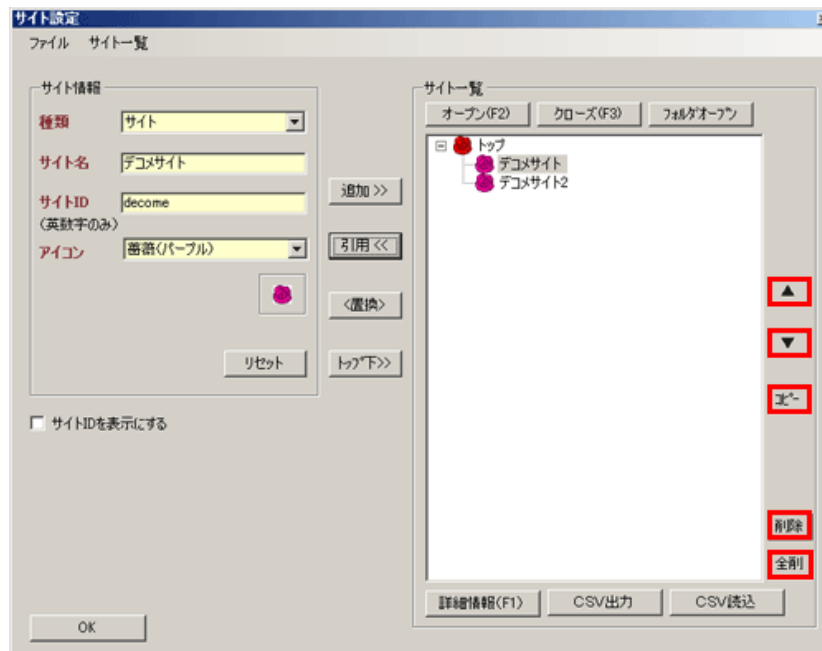 サイト設定
ファイル サイト一覧
サイト情報
種類 サイト
サイト名 デコメサイト
サイトID decome
(英数字のみ)
アイコン 薔薇(パープル)
リセット
サイトIDを表示にする
OK
追加 >>
引用 <<
<置換>
トップ下>>
サイト一覧
オープン(F2) クローズ(F3) フォルダオープン
トップ
デコメサイト
デコメサイト2
▲
▼
コピー
削除
全削
詳細情報(F1) CSV出力 CSV読込